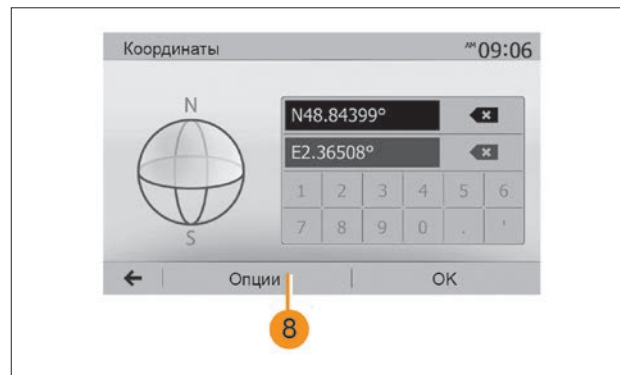 Координаты
AM 09:06
N
N48.84399°
E2.36508°
1 2 3 4 5 6
7 8 9 0 . '
S
Опции
OK
8